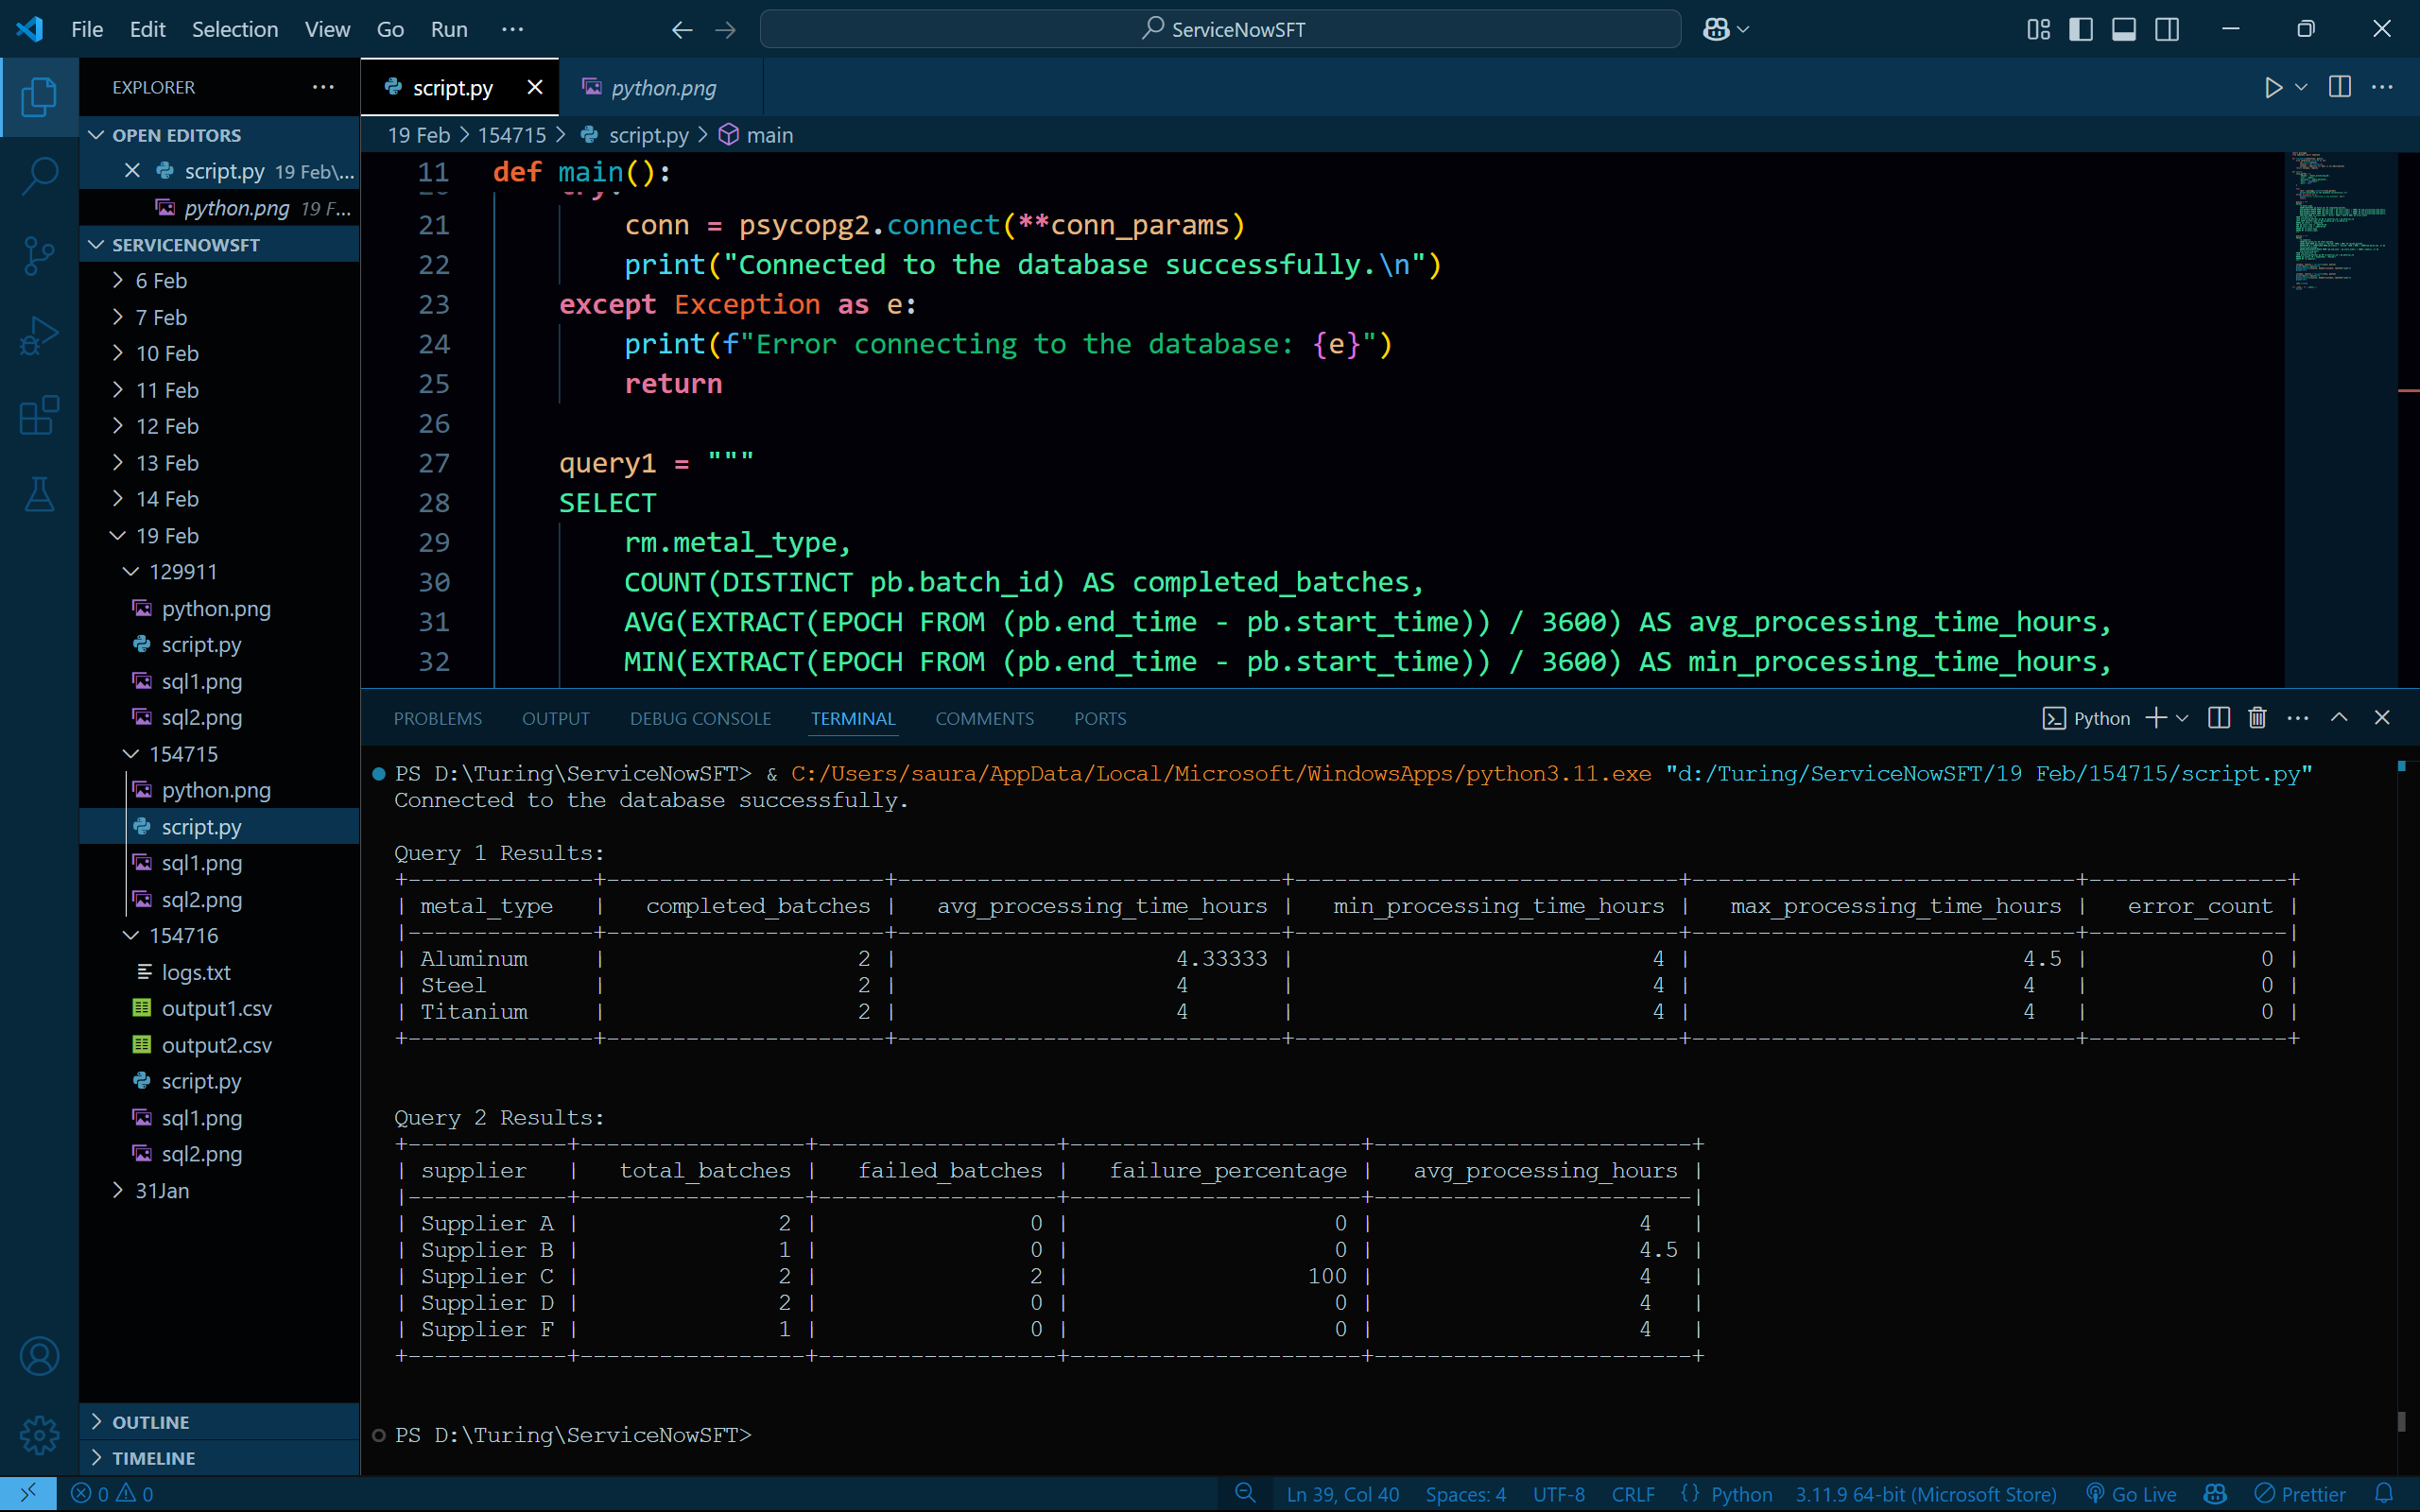 File Edit Selection View Go Run ··· ServiceNowSFT
EXPLORER ···
OPEN EDITORS
script.py 19 Feb\...
python.png 19 F...
SERVICENOWSFT
6 Feb
7 Feb
10 Feb
11 Feb
12 Feb
13 Feb
14 Feb
19 Feb
129911
python.png
script.py
sql1.png
sql2.png
154715
python.png
script.py
sql1.png
sql2.png
154716
logs.txt
output1.csv
output2.csv
script.py
sql1.png
sql2.png
31Jan
OUTLINE
TIMELINE
script.py python.png
19 Feb > 154715 > script.py > main
11 def main():
21 conn = psycopg2.connect(**conn_params)
22 print("Connected to the database successfully.\n")
23 except Exception as e:
24 print(f"Error connecting to the database: {e}")
25 return
26
27 query1 = """
28 SELECT
29 rm.metal_type,
30 COUNT(DISTINCT pb.batch_id) AS completed_batches,
31 AVG(EXTRACT(EPOCH FROM (pb.end_time - pb.start_time)) / 3600) AS avg_processing_time_hours,
32 MIN(EXTRACT(EPOCH FROM (pb.end_time - pb.start_time)) / 3600) AS min_processing_time_hours,
PROBLEMS OUTPUT DEBUG CONSOLE TERMINAL COMMENTS PORTS Python
PS D:\Turing\ServiceNowSFT> & C:/Users/saura/AppData/Local/Microsoft/WindowsApps/python3.11.exe "d:/Turing/ServiceNowSFT/19 Feb/154715/script.py"
Connected to the database successfully.
Query 1 Results:
+--------------+---------------------+-----------------------------+-----------------------------+-----------------------------+---------------+
| metal_type | completed_batches | avg_processing_time_hours | min_processing_time_hours | max_processing_time_hours | error_count |
|--------------+---------------------+-----------------------------+-----------------------------+-----------------------------+---------------|
| Aluminum | 2 | 4.33333 | 4 | 4.5 | 0 |
| Steel | 2 | 4 | 4 | 4 | 0 |
| Titanium | 2 | 4 | 4 | 4 | 0 |
+--------------+---------------------+-----------------------------+-----------------------------+-----------------------------+---------------+
Query 2 Results:
+------------+-----------------+------------------+----------------------+------------------------+
| supplier | total_batches | failed_batches | failure_percentage | avg_processing_hours |
|------------+-----------------+------------------+----------------------+------------------------|
| Supplier A | 2 | 0 | 0 | 4 |
| Supplier B | 1 | 0 | 0 | 4.5 |
| Supplier C | 2 | 2 | 100 | 4 |
| Supplier D | 2 | 0 | 0 | 4 |
| Supplier F | 1 | 0 | 0 | 4 |
+------------+-----------------+------------------+----------------------+------------------------+
PS D:\Turing\ServiceNowSFT>
0 0 Ln 39, Col 40 Spaces: 4 UTF-8 CRLF {} Python 3.11.9 64-bit (Microsoft Store) Go Live Prettier